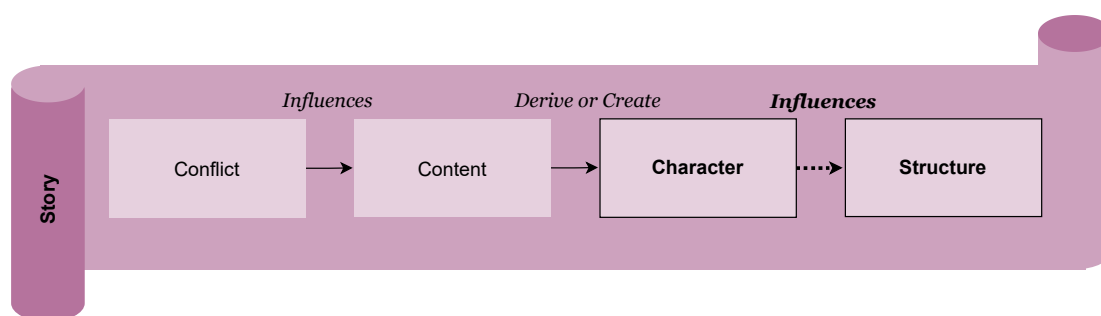 Story
Influences
Derive or Create
Influences
Conflict
Content
Character
Structure